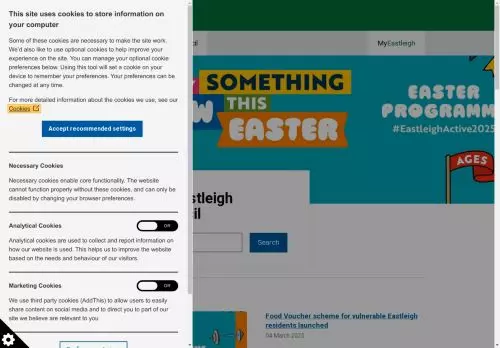 This site uses cookies to store information on
your computer
Some of these cookies are necessary to make the site work.
We'd also like to use optional cookies to help improve your
experience on the site. You can manage your optional
cookie preferences below. Using this tool will set a cookie on
your device to remember your preferences. Your preferences can be
changed at any time.
For more detailed information about the cookies we use, see our
Cookies
Accept recommended settings
Necessary Cookies
Necessary cookies enable core functionality. The website
cannot function properly without these cookies, and can only be
disabled by changing your browser preferences.
Analytical Cookies
Off
Analytical cookies are used to collect and report information on
how our website is used. This helps us to improve the website
based on the needs and behaviour of our visitors.
Marketing Cookies
Off
We use third party cookies (AddThis) to allow users to easily
share content on social media and to direct you to part of our
site we believe are relevant to you
MyEastleigh
SOMETHING
THIS
EASTER
EASTER
PROGRAMM
#EastleighActive2025
AGES
stleigh
il
Search
Food Voucher scheme for vulnerable Eastleigh
residents launched
04 March 2025